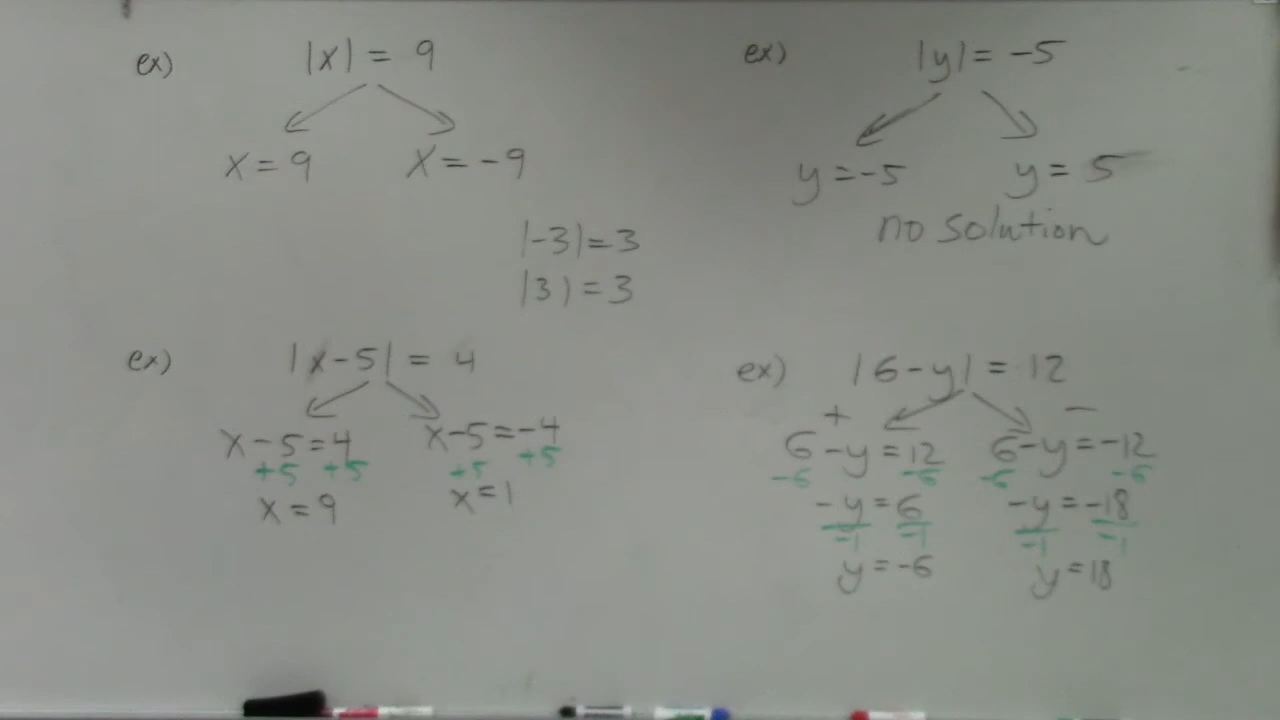 ex) |x| = 9
x = 9 x = -9
|-3| = 3
|3| = 3
ex) |y| = -5
y = -5 y = 5
no solution
ex) |x-5| = 4
x-5=4 x-5=-4
+5 +5 +5 +5
x = 9 x = 1
ex) |6-y| = 12
+ -
6-y=12 6-y=-12
-6 -6 -6 -6
-y=6 -y=-18
-1 -1 -1 -1
y=-6 y=18